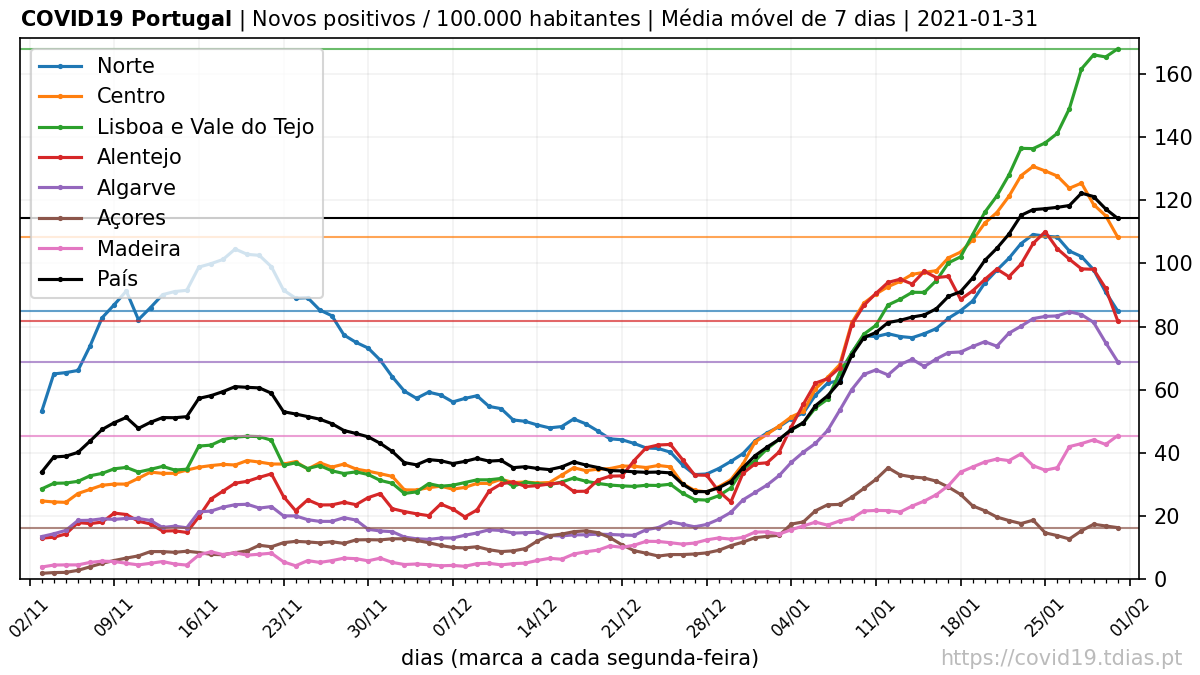 COVID19 Portugal | Novos positivos / 100.000 habitantes | Média móvel de 7 dias | 2021-01-31
Norte
Centro
Lisboa e Vale do Tejo
Alentejo
Algarve
Açores
Madeira
País
160
140
120
100
80
60
40
20
0
02/11
09/11
16/11
23/11
30/11
07/12
14/12
21/12
28/12
04/01
11/01
18/01
25/01
01/02
dias (marca a cada segunda-feira)
https://covid19.tdias.pt